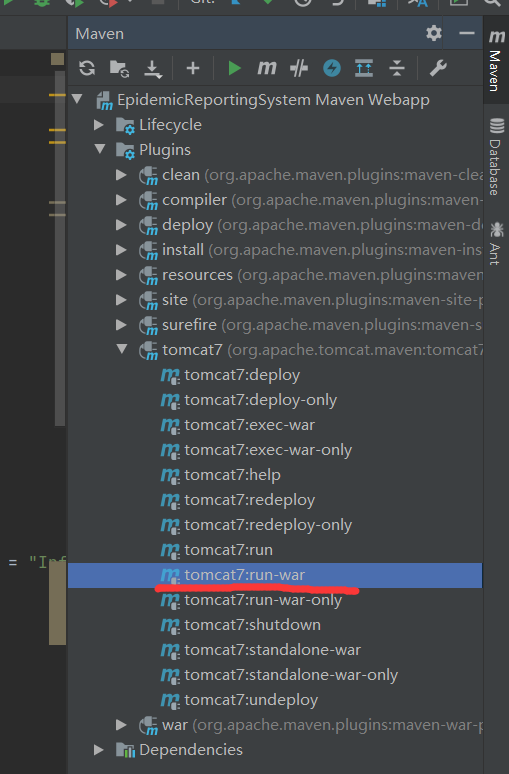 Git:
Maven
EpidemicReportingSystem Maven Webapp
Lifecycle
Plugins
clean (org.apache.maven.plugins:maven-clea
compiler (org.apache.maven.plugins:maven-
deploy (org.apache.maven.plugins:maven-de
install (org.apache.maven.plugins:maven-inst
resources (org.apache.maven.plugins:maven-
site (org.apache.maven.plugins:maven-site-p
surefire (org.apache.maven.plugins:maven-s
tomcat7 (org.apache.tomcat.maven:tomcat7
tomcat7:deploy
tomcat7:deploy-only
tomcat7:exec-war
tomcat7:exec-war-only
tomcat7:help
tomcat7:redeploy
tomcat7:redeploy-only
tomcat7:run
= "Inf
tomcat7:run-war
tomcat7:run-war-only
tomcat7:shutdown
tomcat7:standalone-war
tomcat7:standalone-war-only
tomcat7:undeploy
war (org.apache.maven.plugins:maven-war-p
Dependencies
Maven
Database
Ant